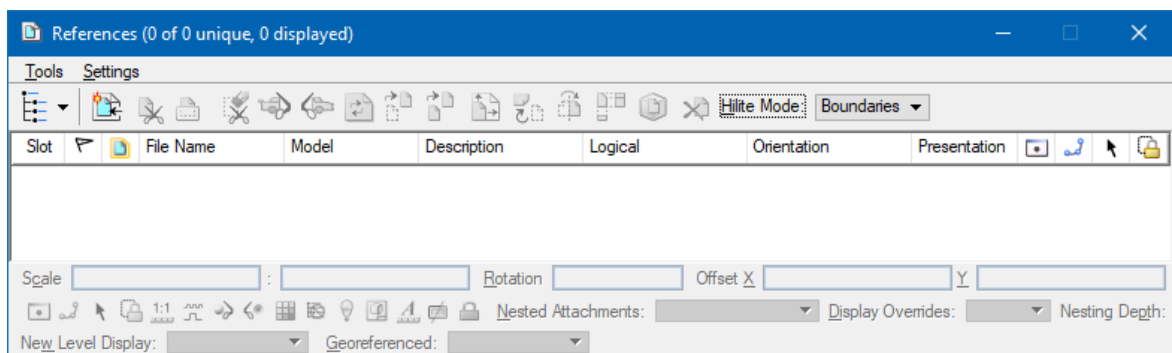 References (0 of 0 unique, 0 displayed)
Tools Settings
Hilite Mode: Boundaries
Slot File Name Model Description Logical Orientation Presentation
Scale : Rotation Offset X Y
1:1 A Nested Attachments: Display Overrides: Nesting Depth:
New Level Display: Georeferenced: